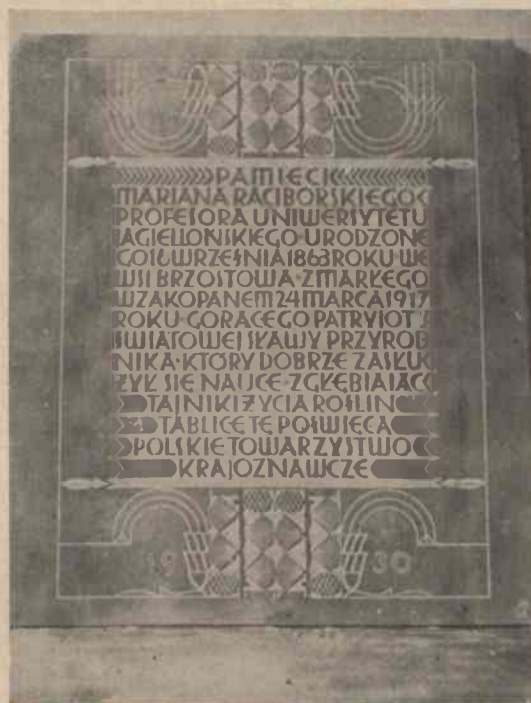 PAMIĘCI
MARJANA RACIBORSKIEGO
PROFESORA UNIWERSYTETU
JAGIELLOŃSKIEGO·URODZONE
GO 16 WRZEŚNIA 1863 ROKU WE
WSI BRZOSTOWA·ZMARŁEGO
W ZAKOPANEM 24 MARCA 1917
ROKU·GORĄCEGO PATRYJOTY
ŚWIATOWEJ SŁAWY PRZYROD
NIKA·KTÓRY DOBRZE ZASŁUŻ
YŁ SIĘ NAUCE·ZGŁĘBIAJĄC
TAJNIKI ŻYCIA ROŚLIN
TABLICĘ TĘ POŚWIĘCA
POLSKIE TOWARZYSTWO
KRAJOZNAWCZE
19 30